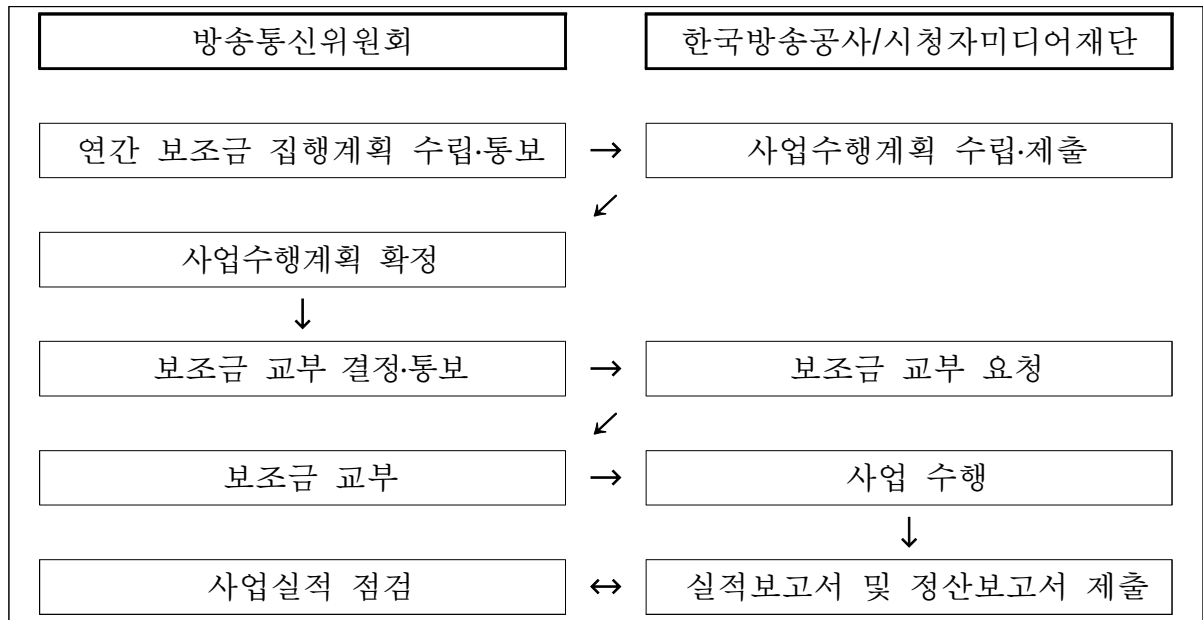 방송통신위원회 한국방송공사/시청자미디어재단
연간 보조금 집행계획 수립·통보 → 사업수행계획 수립·제출
↙
사업수행계획 확정
↓
보조금 교부 결정·통보 → 보조금 교부 요청
↙
보조금 교부 → 사업 수행
↓
사업실적 점검 ↔ 실적보고서 및 정산보고서 제출